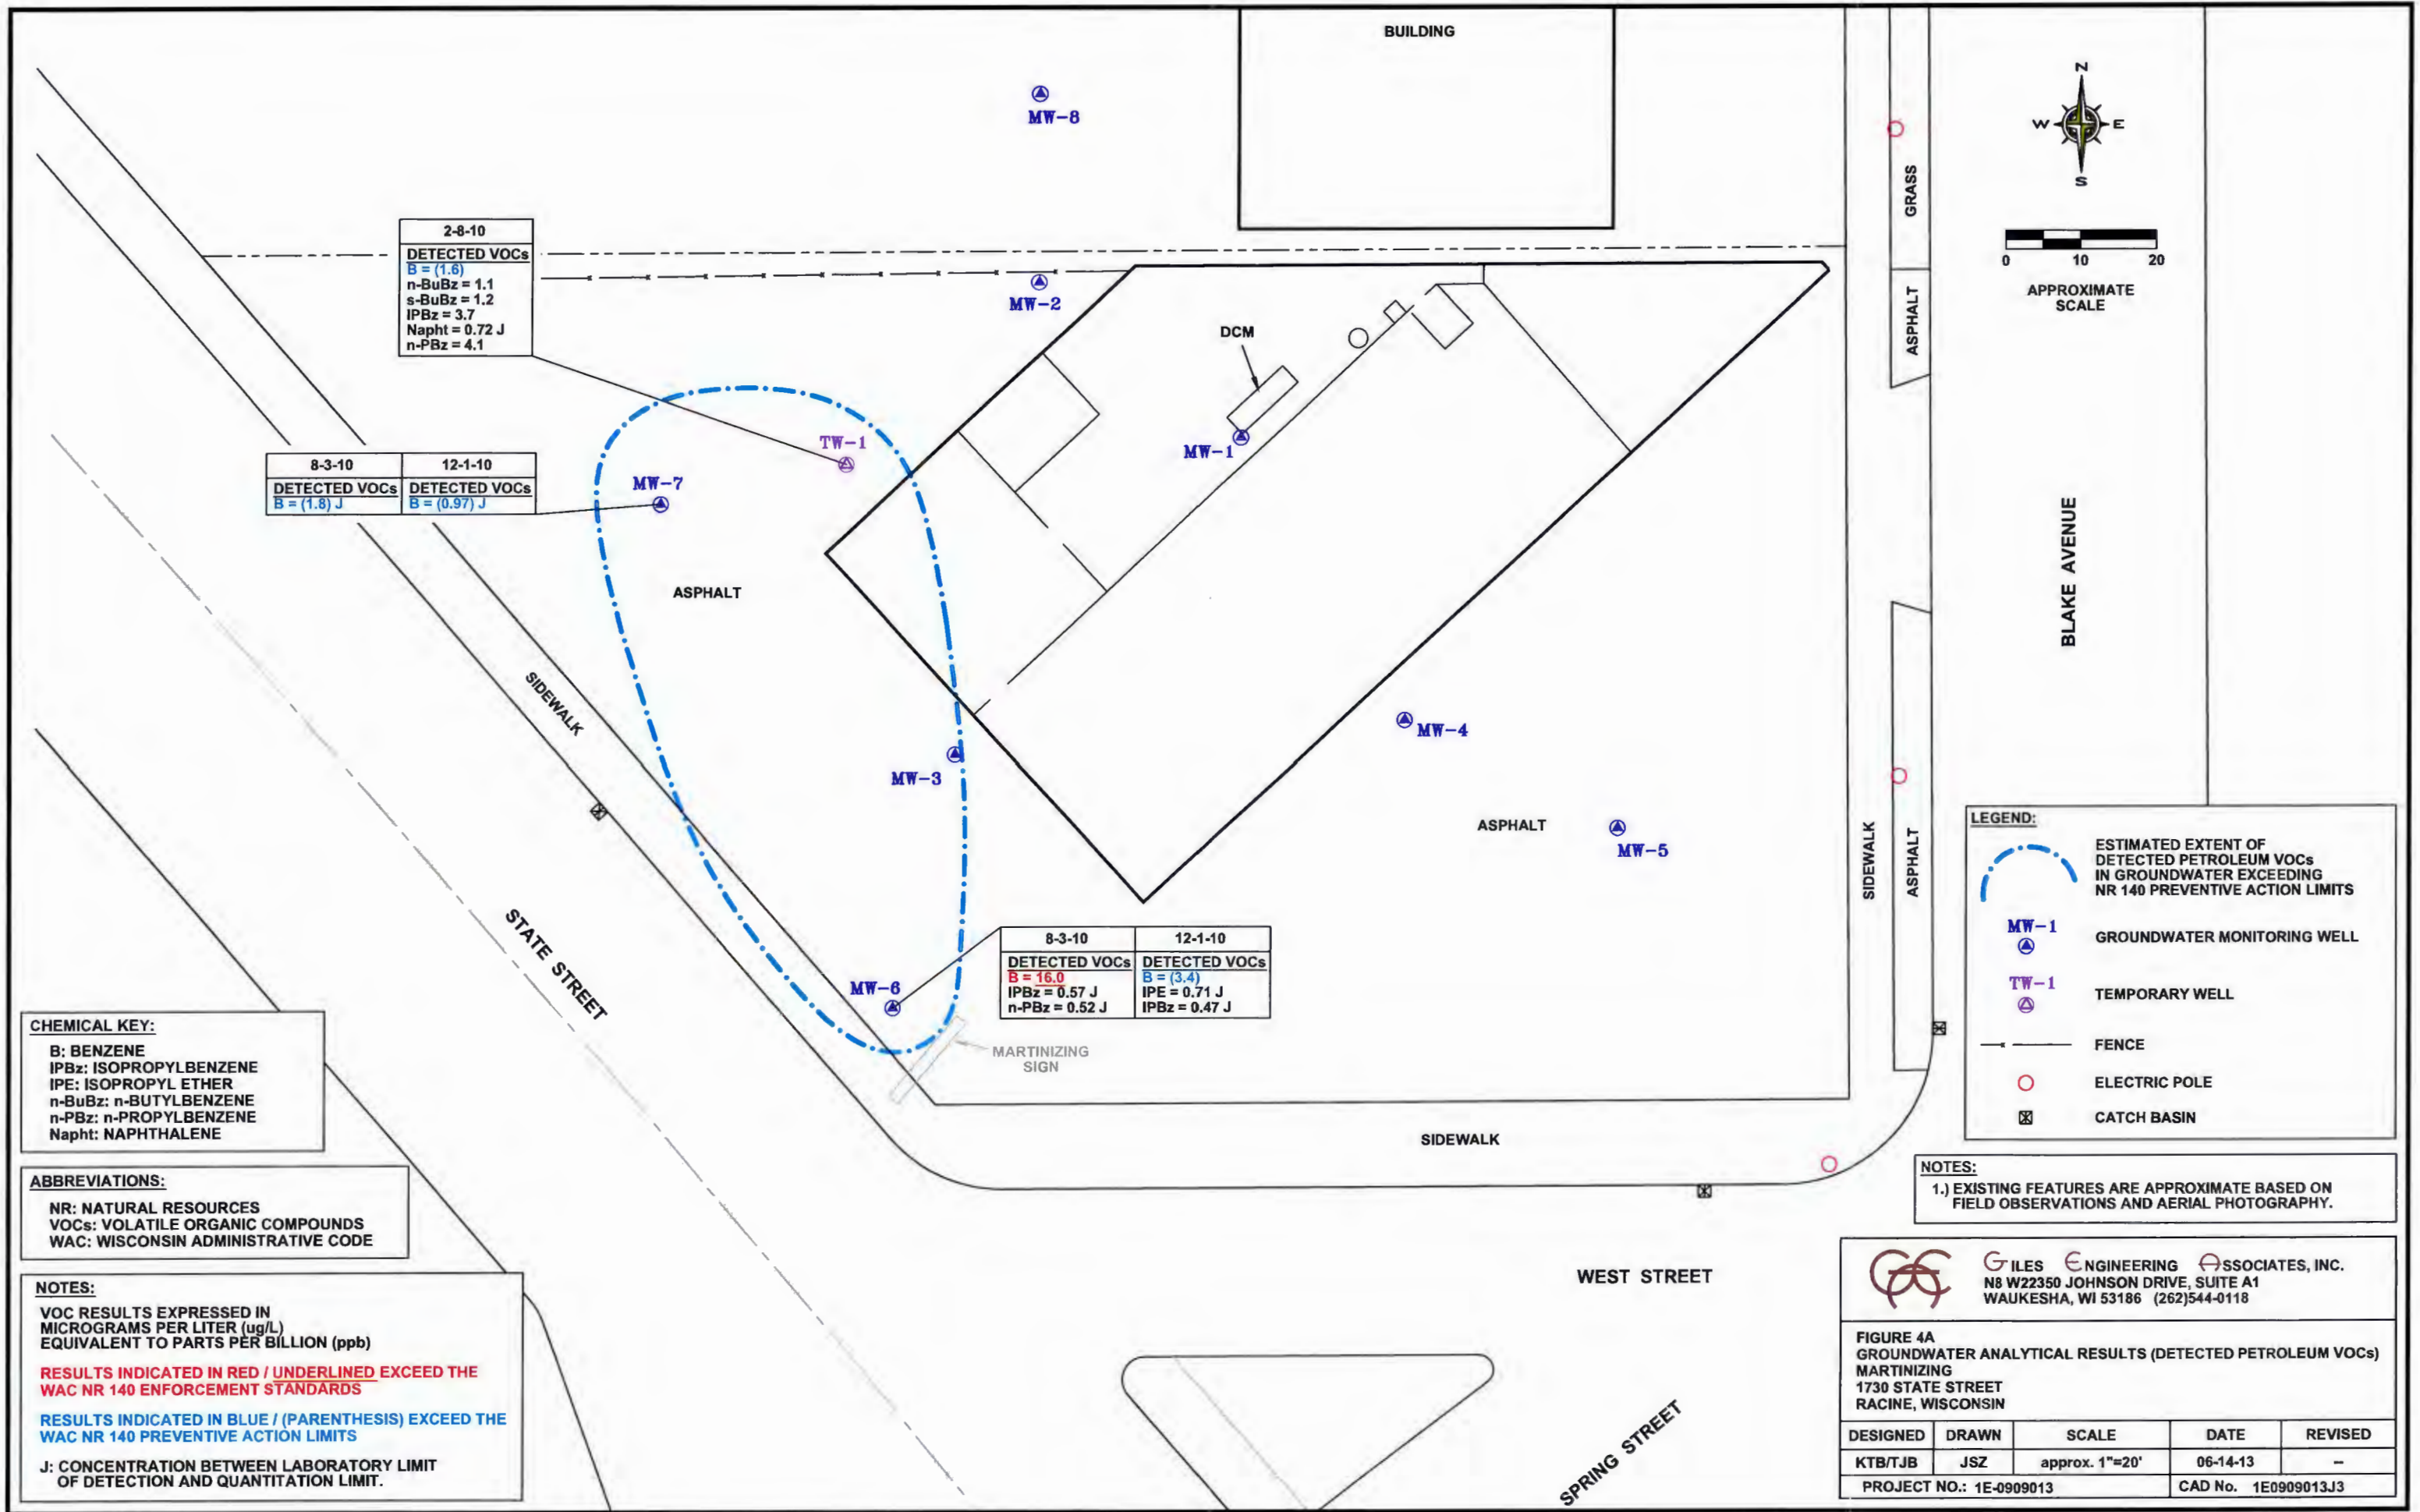 BUILDING
MW-8
N
W E
S
0 10 20
APPROXIMATE
SCALE
GRASS
ASPHALT
2-8-10
DETECTED VOCs
B = (1.6)
n-BuBz = 1.1
s-BuBz = 1.2
IPBz = 3.7
Napht = 0.72 J
n-PBz = 4.1
MW-2
DCM
MW-1
TW-1
MW-7
8-3-10 12-1-10
DETECTED VOCs DETECTED VOCs
B = (1.8) J B = (0.97) J
ASPHALT
BLAKE AVENUE
SIDEWALK
MW-3
MW-4
ASPHALT
MW-5
SIDEWALK
ASPHALT
STATE STREET
MW-6
8-3-10 12-1-10
DETECTED VOCs DETECTED VOCs
B = 16.0 B = (3.4)
IPBz = 0.57 J IPE = 0.71 J
n-PBz = 0.52 J IPBz = 0.47 J
MARTINIZING
SIGN
SIDEWALK
WEST STREET
SPRING STREET
LEGEND:
ESTIMATED EXTENT OF
DETECTED PETROLEUM VOCs
IN GROUNDWATER EXCEEDING
NR 140 PREVENTIVE ACTION LIMITS
MW-1
GROUNDWATER MONITORING WELL
TW-1
TEMPORARY WELL
FENCE
ELECTRIC POLE
CATCH BASIN
CHEMICAL KEY:
B: BENZENE
IPBz: ISOPROPYLBENZENE
IPE: ISOPROPYL ETHER
n-BuBz: n-BUTYLBENZENE
n-PBz: n-PROPYLBENZENE
Napht: NAPHTHALENE
ABBREVIATIONS:
NR: NATURAL RESOURCES
VOCs: VOLATILE ORGANIC COMPOUNDS
WAC: WISCONSIN ADMINISTRATIVE CODE
NOTES:
VOC RESULTS EXPRESSED IN
MICROGRAMS PER LITER (ug/L)
EQUIVALENT TO PARTS PER BILLION (ppb)
RESULTS INDICATED IN RED / UNDERLINED EXCEED THE
WAC NR 140 ENFORCEMENT STANDARDS
RESULTS INDICATED IN BLUE / (PARENTHESIS) EXCEED THE
WAC NR 140 PREVENTIVE ACTION LIMITS
J: CONCENTRATION BETWEEN LABORATORY LIMIT
OF DETECTION AND QUANTITATION LIMIT.
NOTES:
1.) EXISTING FEATURES ARE APPROXIMATE BASED ON
FIELD OBSERVATIONS AND AERIAL PHOTOGRAPHY.
GILES ENGINEERING ASSOCIATES, INC.
N8 W22350 JOHNSON DRIVE, SUITE A1
WAUKESHA, WI 53186 (262)544-0118
FIGURE 4A
GROUNDWATER ANALYTICAL RESULTS (DETECTED PETROLEUM VOCs)
MARTINIZING
1730 STATE STREET
RACINE, WISCONSIN
DESIGNED DRAWN SCALE DATE REVISED
KTB/TJB JSZ approx. 1"=20' 06-14-13 –
PROJECT NO.: 1E-0909013 CAD No. 1E0909013J3